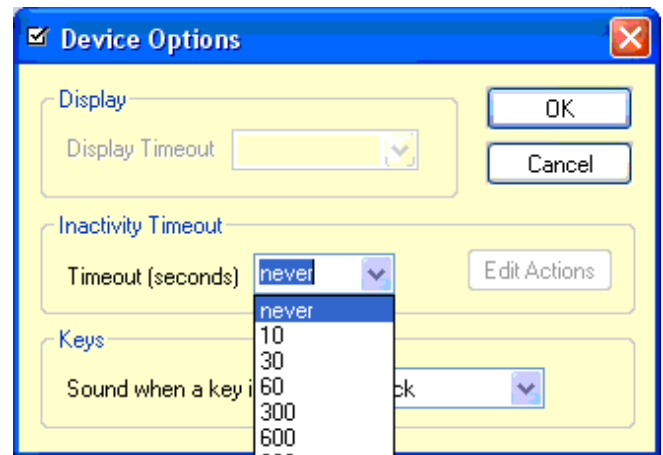 Device Options
Display
OK
Display Timeout
Cancel
Inactivity Timeout
Timeout (seconds) never
Edit Actions
never
10
30
Keys
Sound when a key i
60
300
600